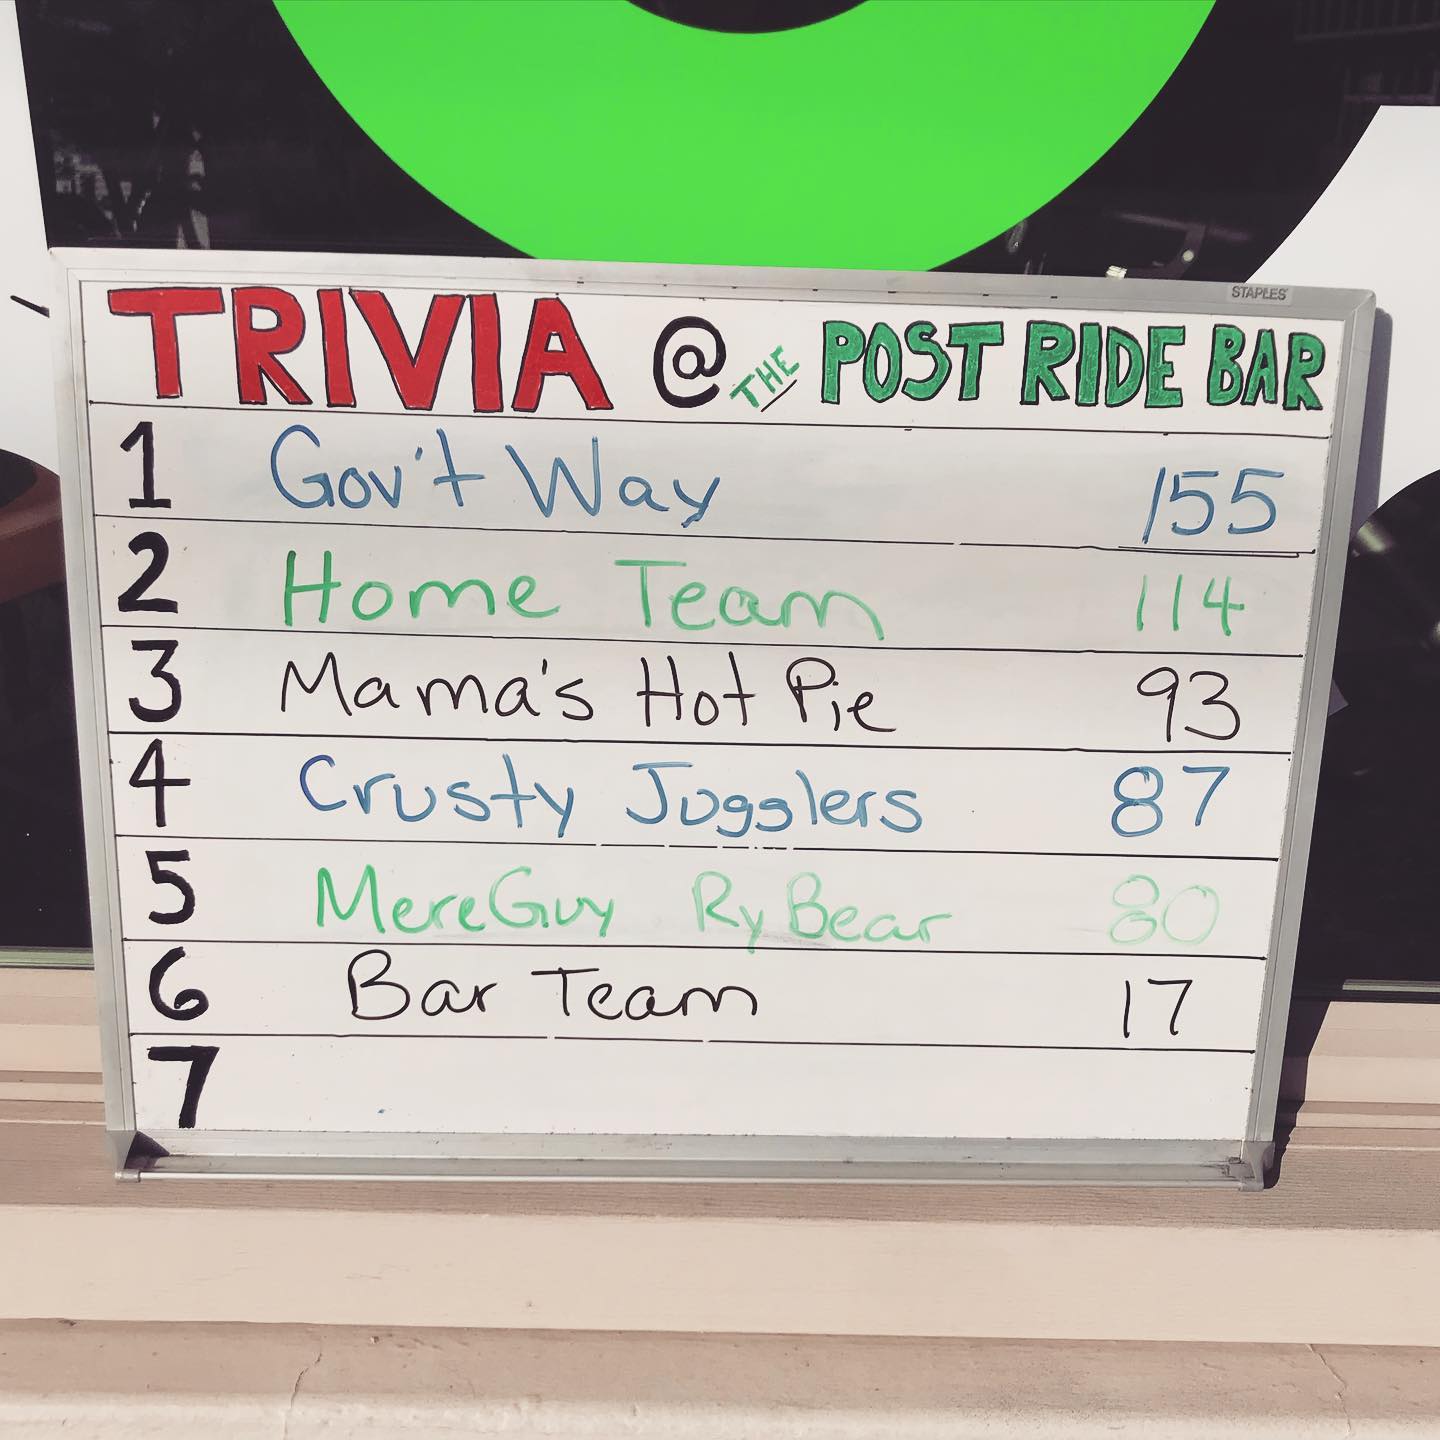 STAPLES
TRIVIA @ THE POST RIDE BAR
1 Gov't Way 155
2 Home Team 114
3 Mama's Hot Pie 93
4 Crusty Jugglers 87
5 MereGuy RyBear 80
6 Bar Team 17
7